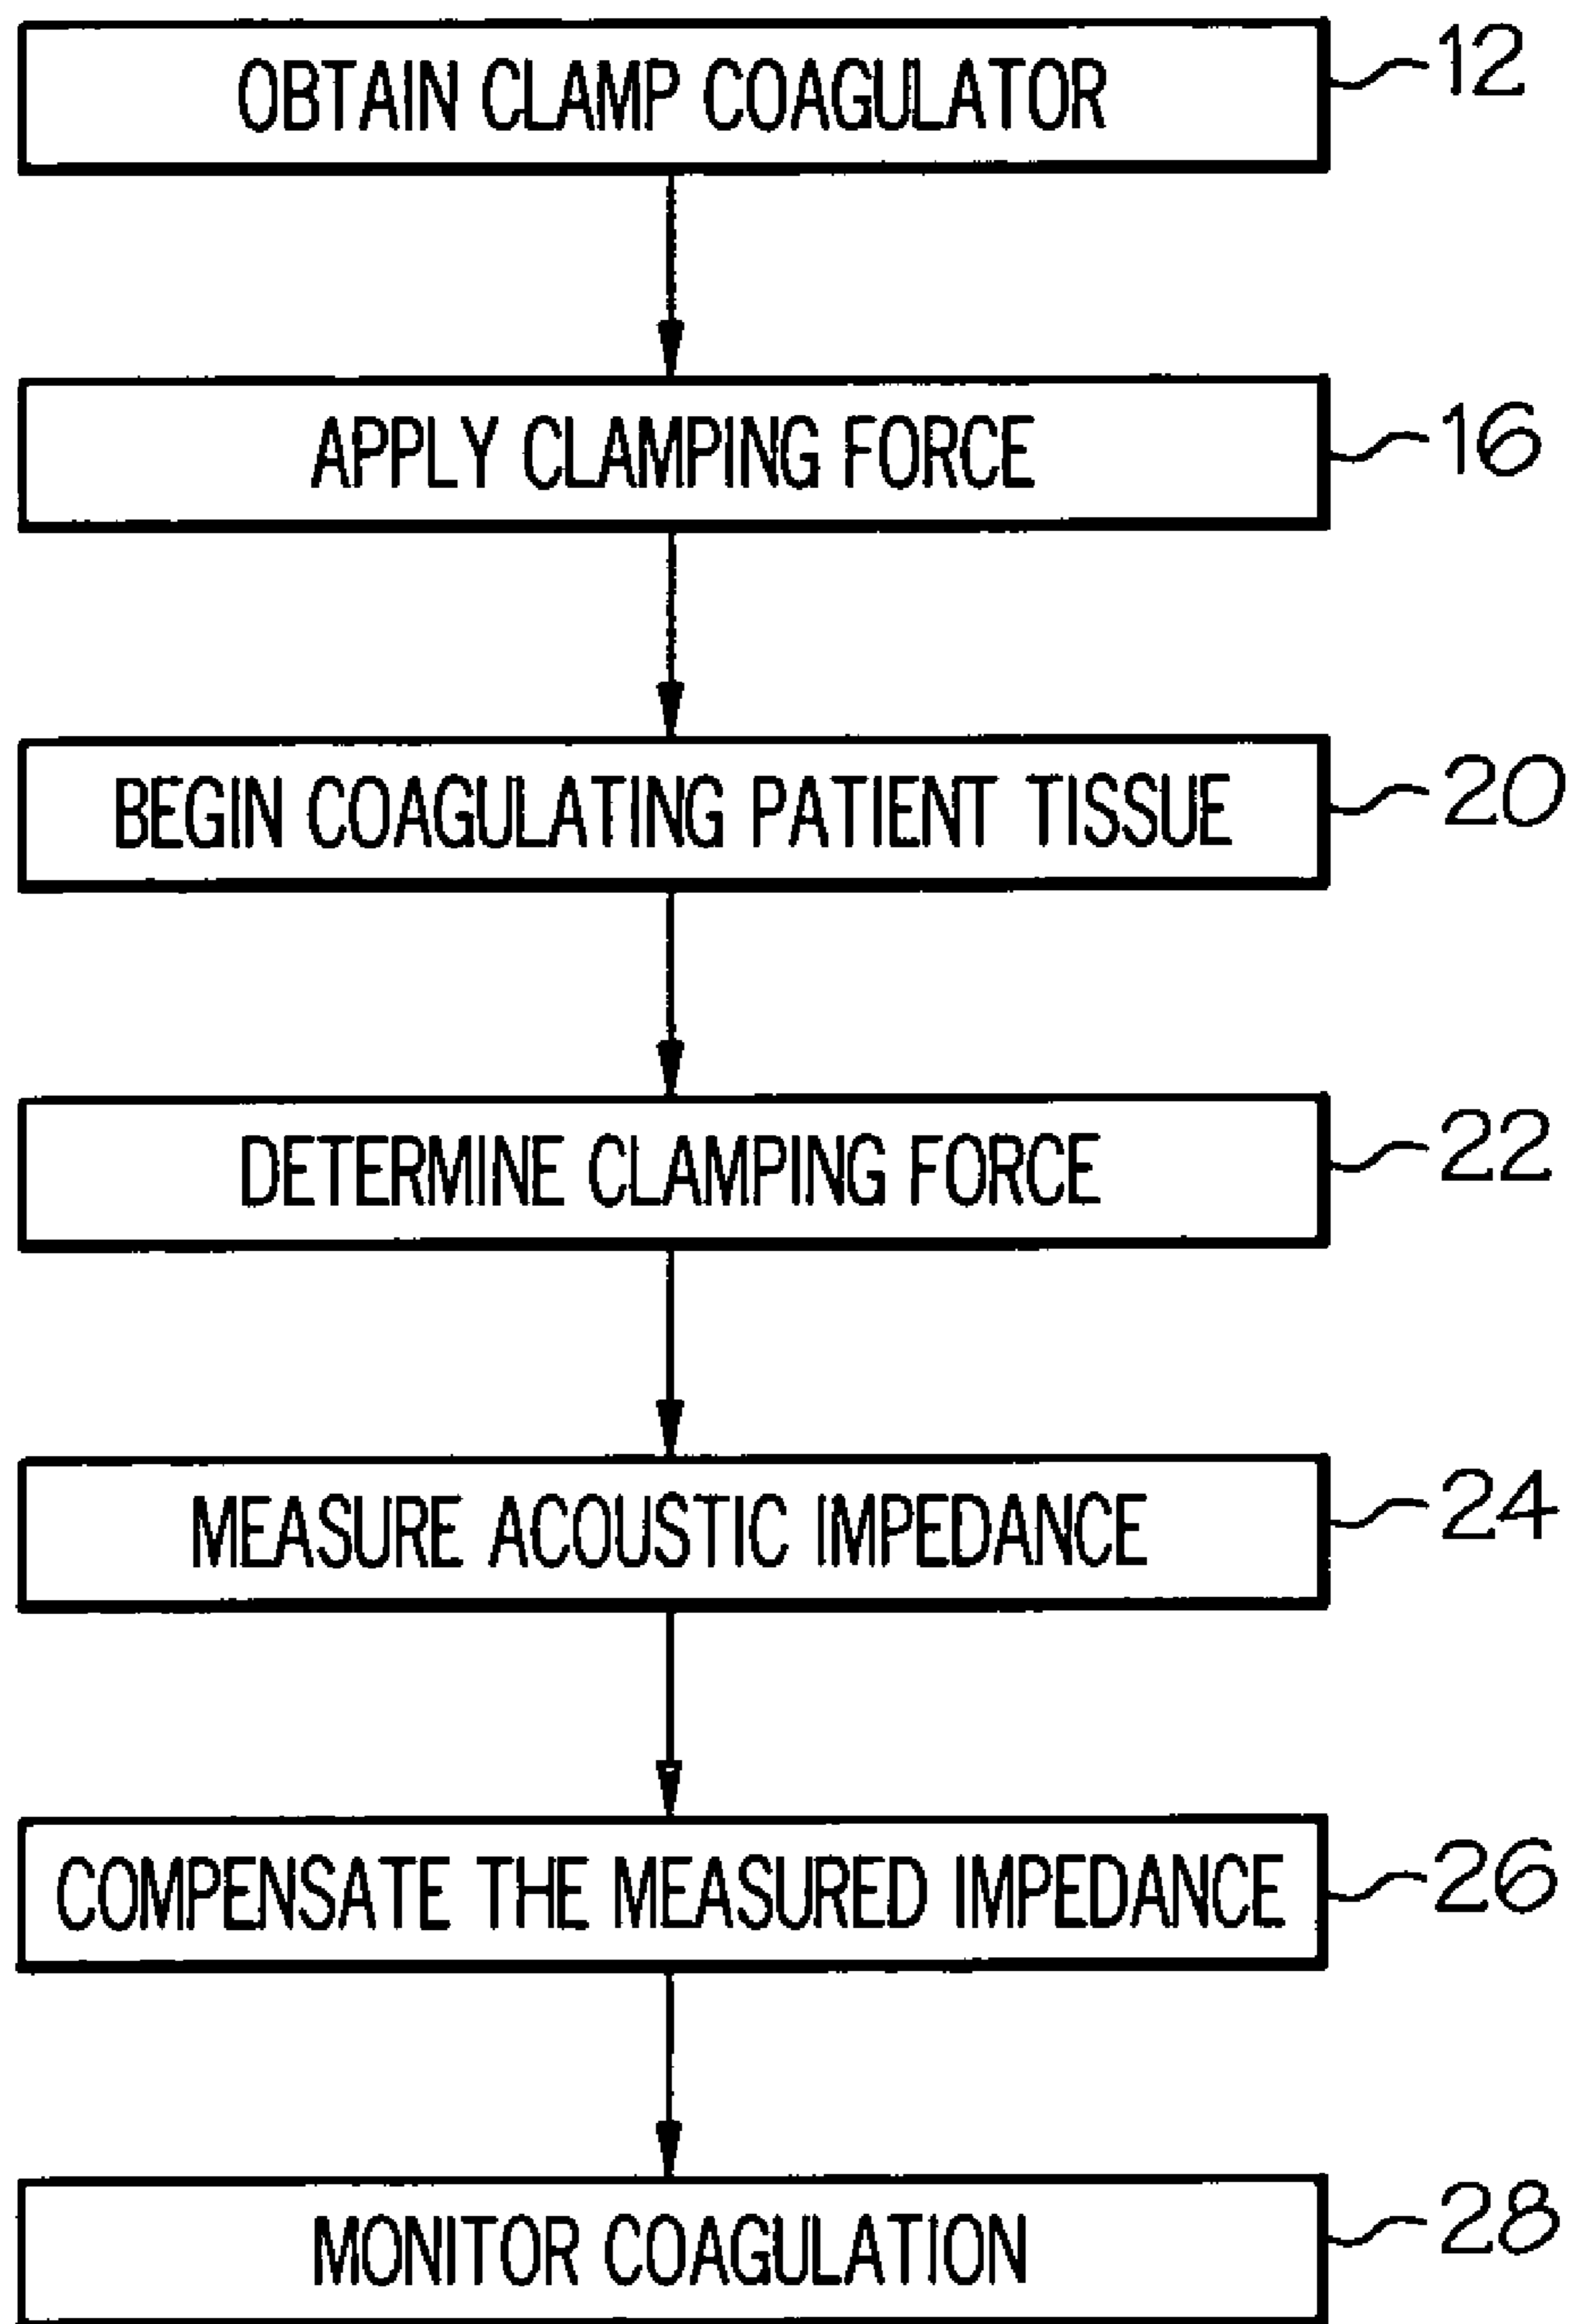 OBTAIN CLAMP COAGULATOR 12
APPLY CLAMPING FORCE 16
BEGIN COAGULATING PATIENT TISSUE 20
DETERMINE CLAMPING FORCE 22
MEASURE ACOUSTIC IMPEDANCE 24
COMPENSATE THE MEASURED IMPEDANCE 26
MONITOR COAGULATION 28